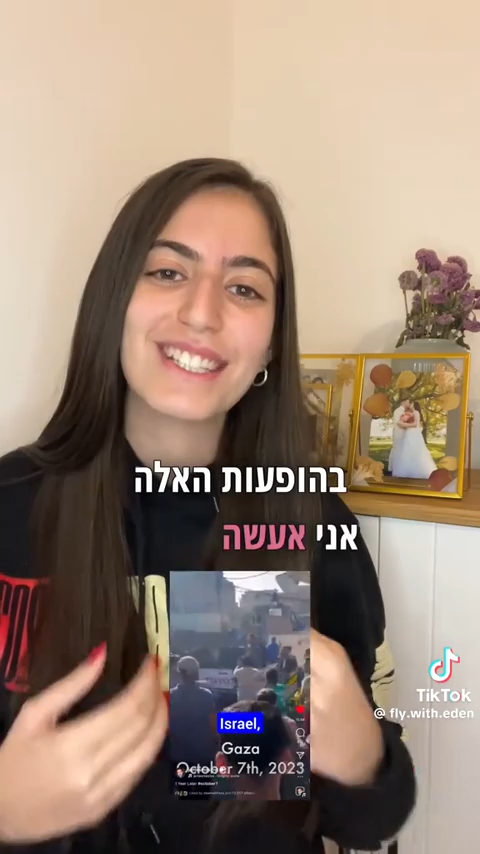 בהופעות האלה
אני אעשה
Israel,
Gaza
October 7th, 2023
TikTok
@ fly.with.eden